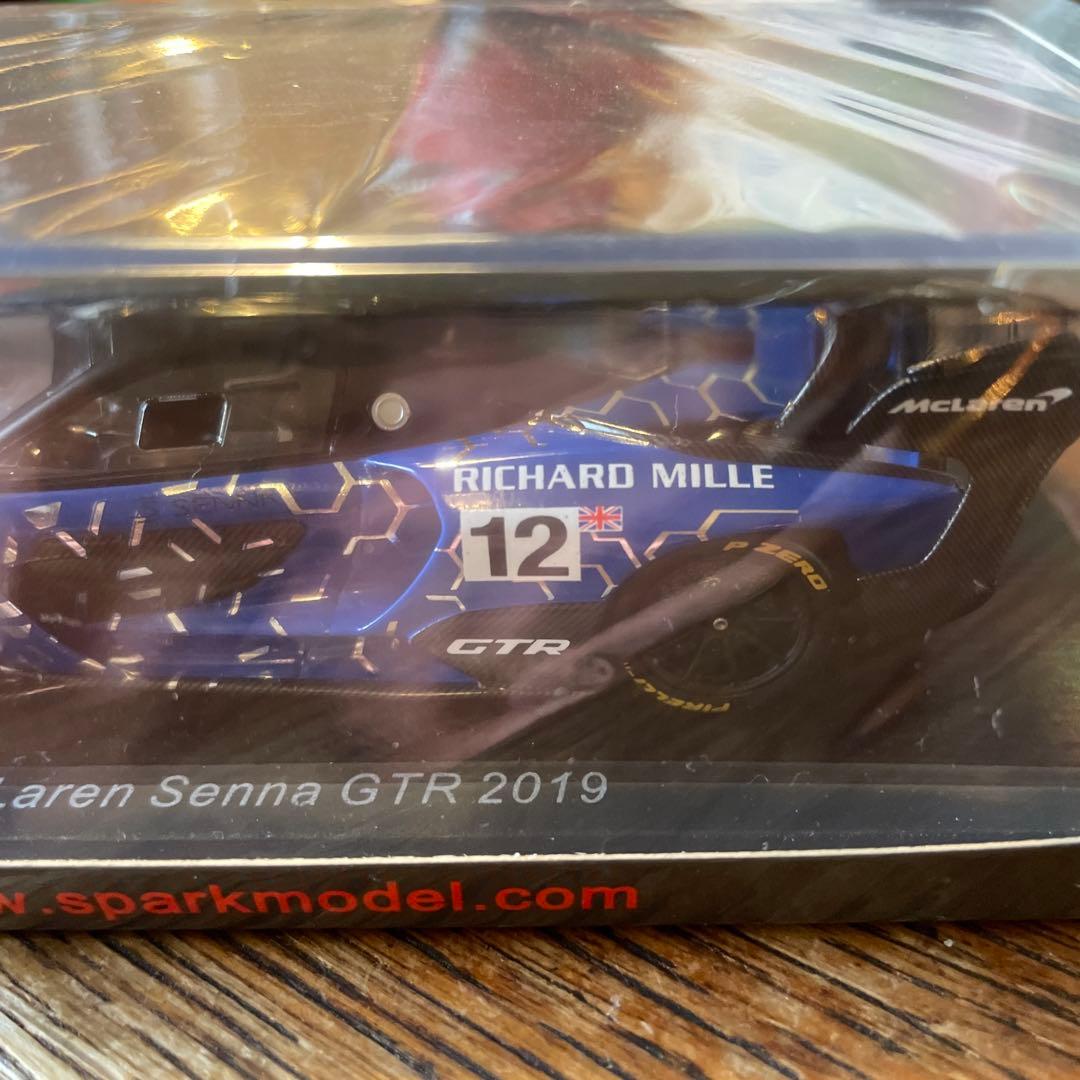 McLaren
RICHARD MILLE
12
P ZERO
GTR
PIRELLI
Laren Senna GTR 2019
w.sparkmodel.com